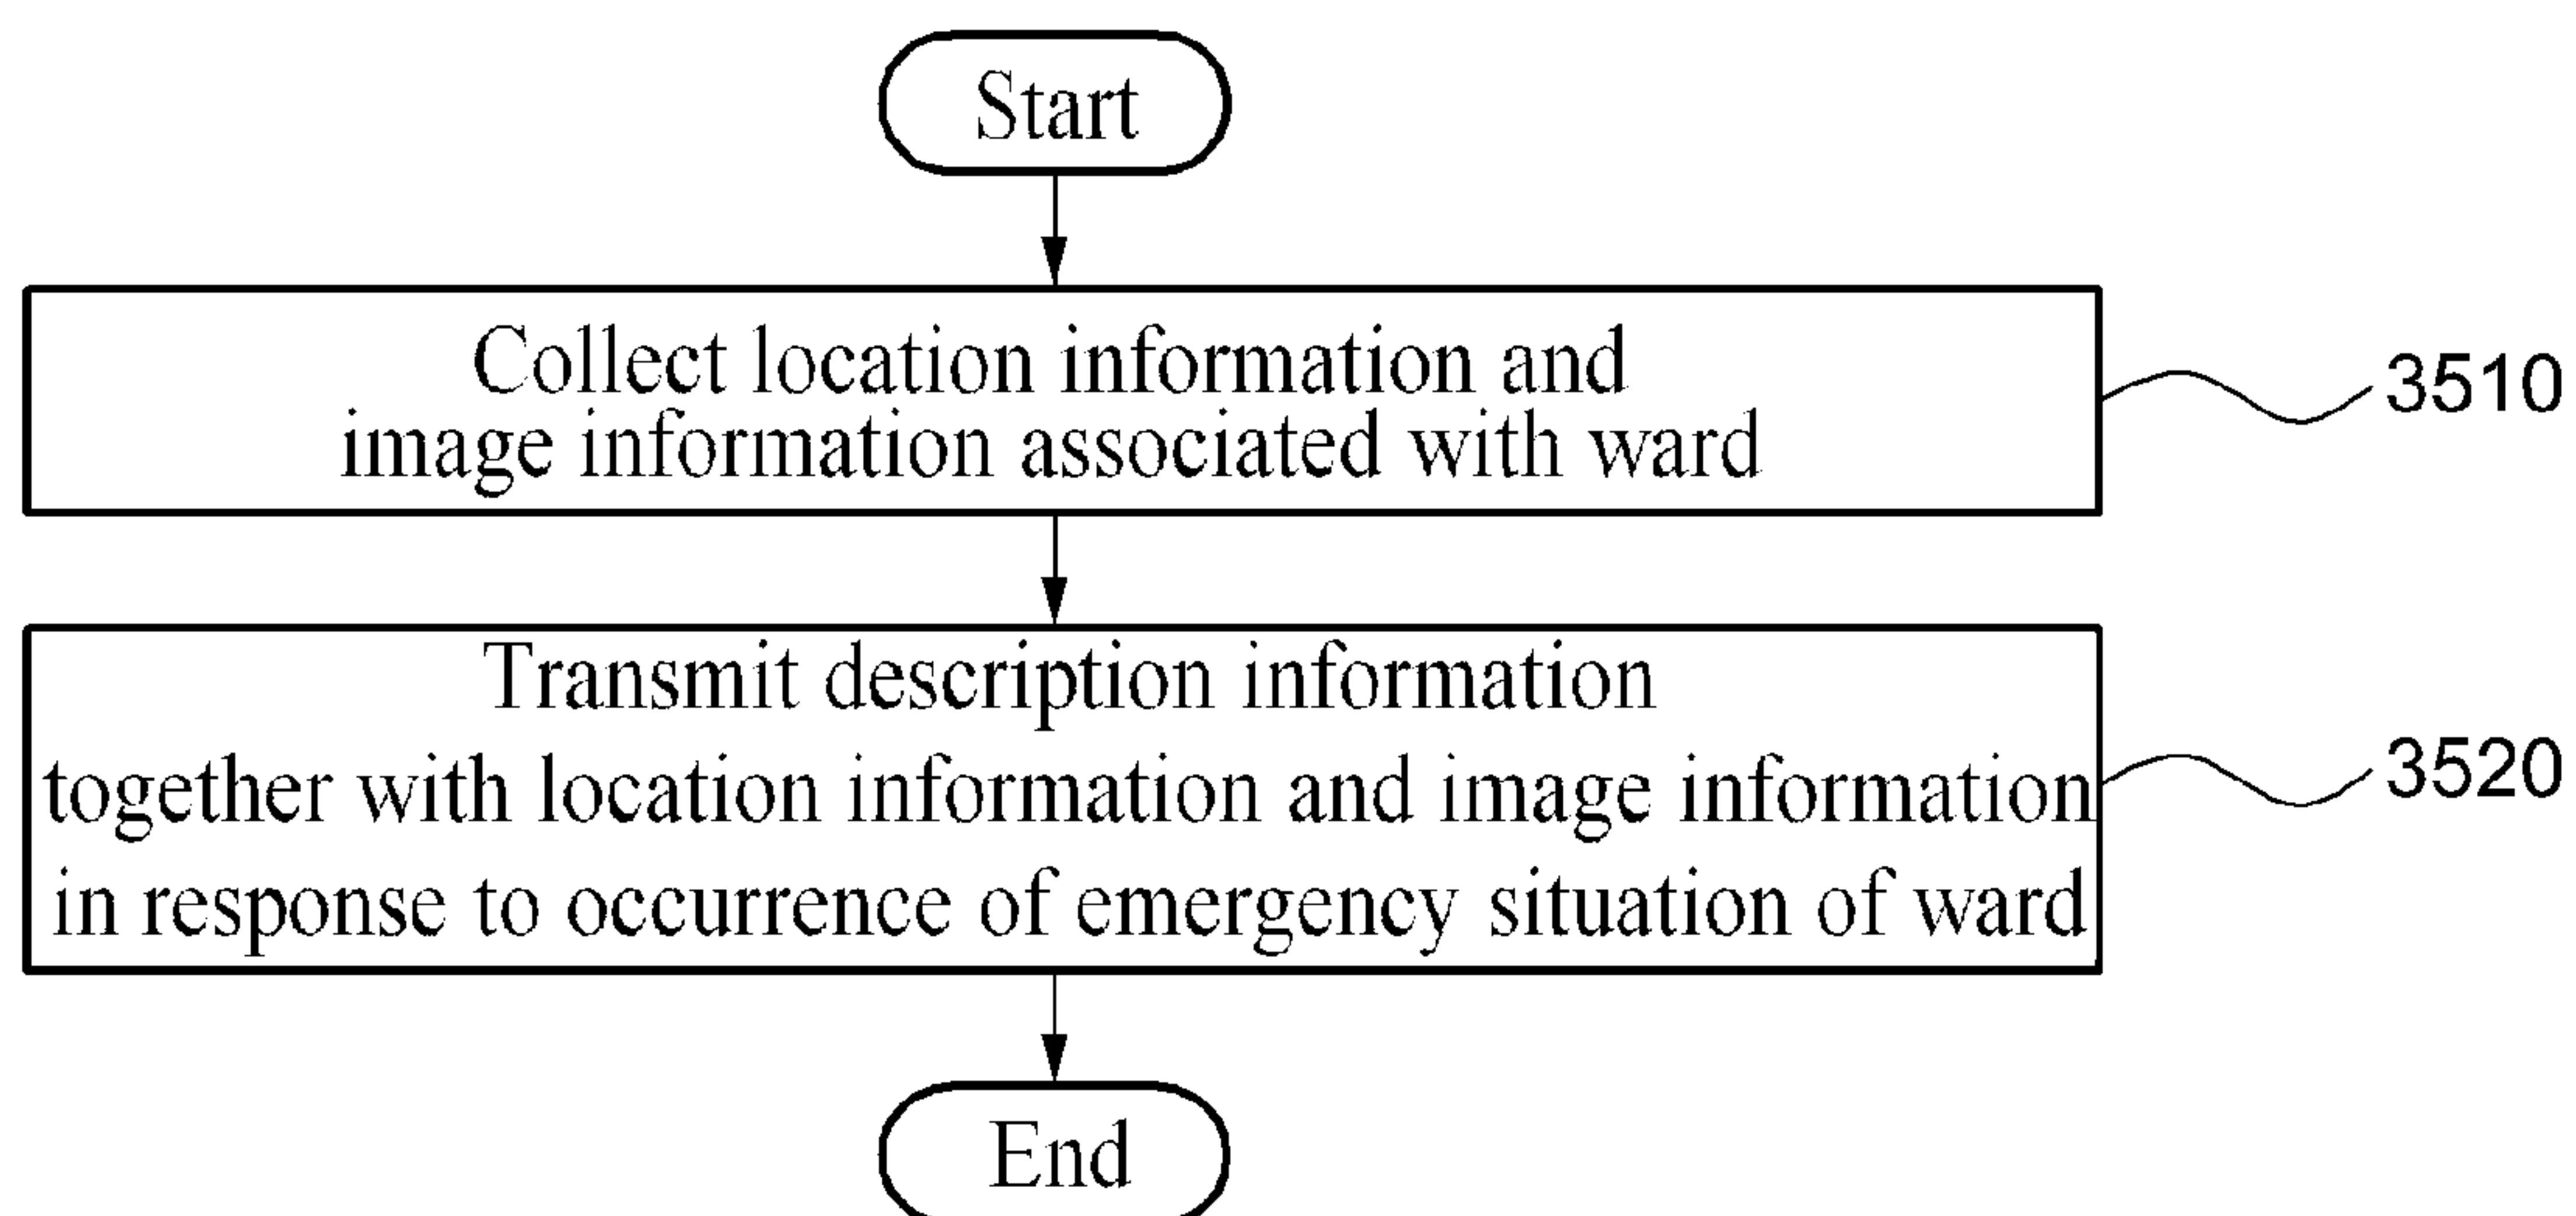 Start
Collect location information and
image information associated with ward
3510
Transmit description information
together with location information and image information
in response to occurrence of emergency situation of ward
3520
End